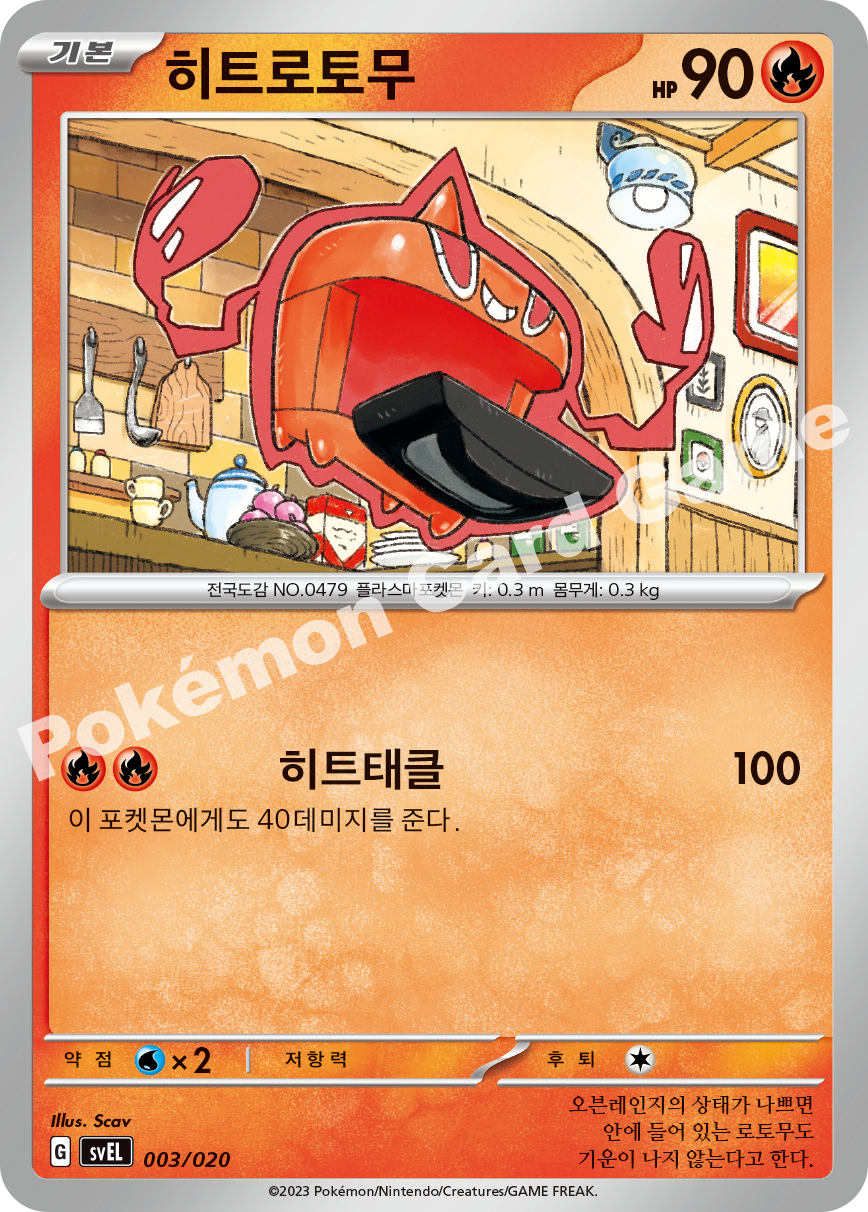 기본
히트로토무
HP 90
전국도감 NO.0479 플라스마포켓몬 키: 0.3 m 몸무게: 0.3 kg
Pokémon Card Game
히트태클 100
이 포켓몬에게도 40데미지를 준다.
약점 ×2 저항력 후퇴
Illus. Scav
오븐레인지의 상태가 나쁘면
안에 들어 있는 로토무도
기운이 나지 않는다고 한다.
G svEL 003/020
©2023 Pokémon/Nintendo/Creatures/GAME FREAK.